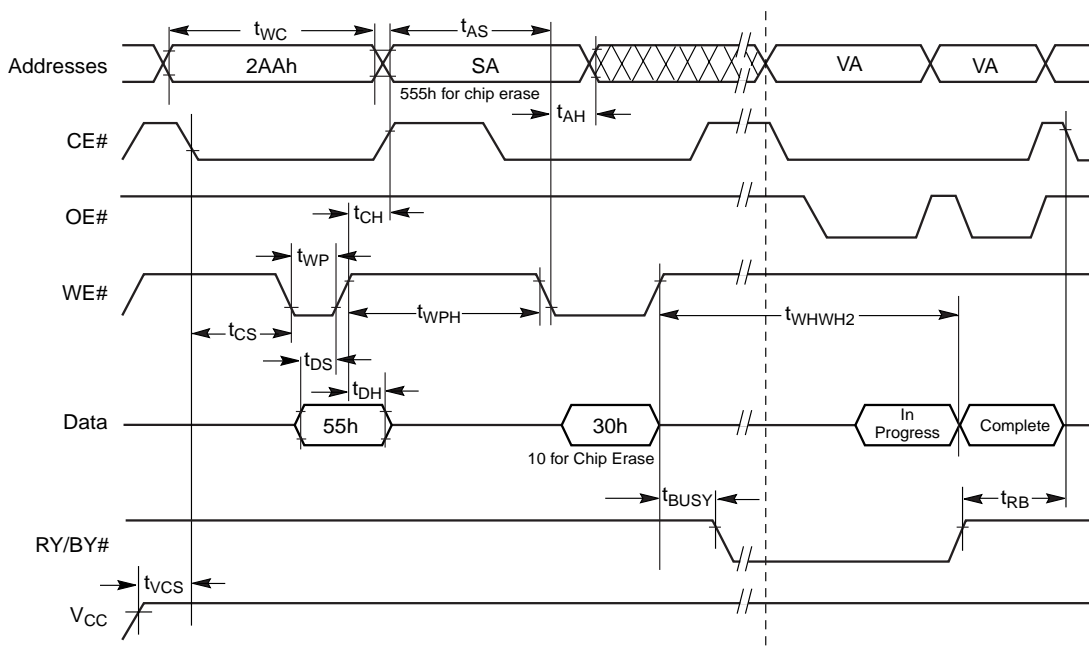 tWC
tAS
Addresses
2AAh
SA
VA
VA
555h for chip erase
tAH
CE#
OE#
tCH
tWP
WE#
tWPH
tWHWH2
tCS
tDS
tDH
Data
55h
30h
In
Progress
Complete
10 for Chip Erase
tBUSY
tRB
RY/BY#
tVCS
VCC